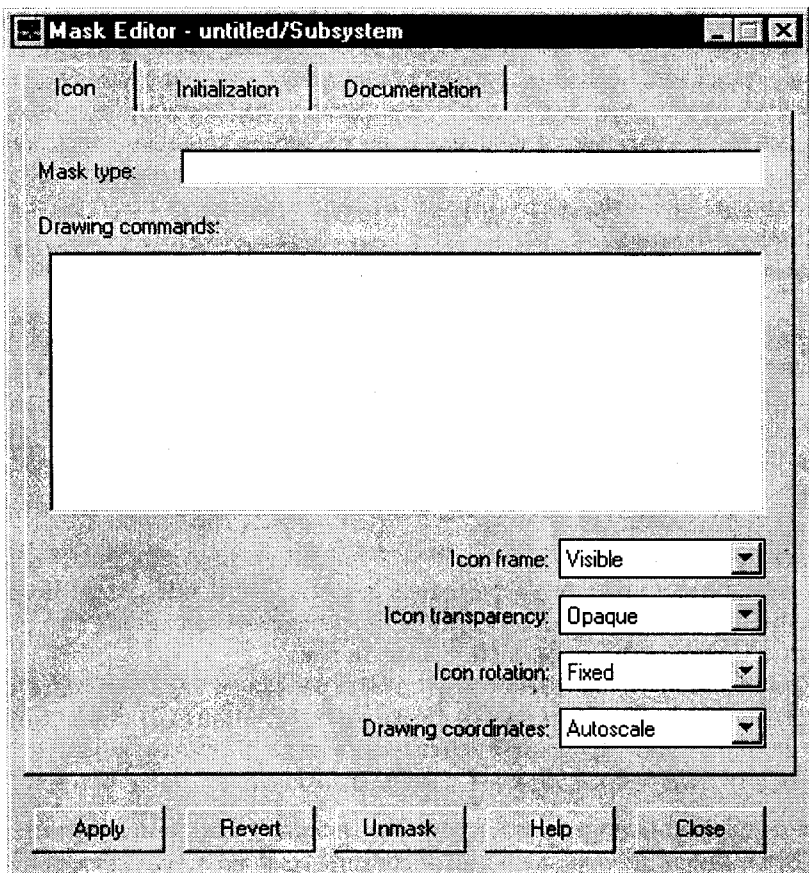 Mask Editor - untitled/Subsystem
Icon Initialization Documentation
Mask type:
Drawing commands:
Icon frame: Visible
Icon transparency: Opaque
Icon rotation: Fixed
Drawing coordinates: Autoscale
Apply Revert Unmask Help Close